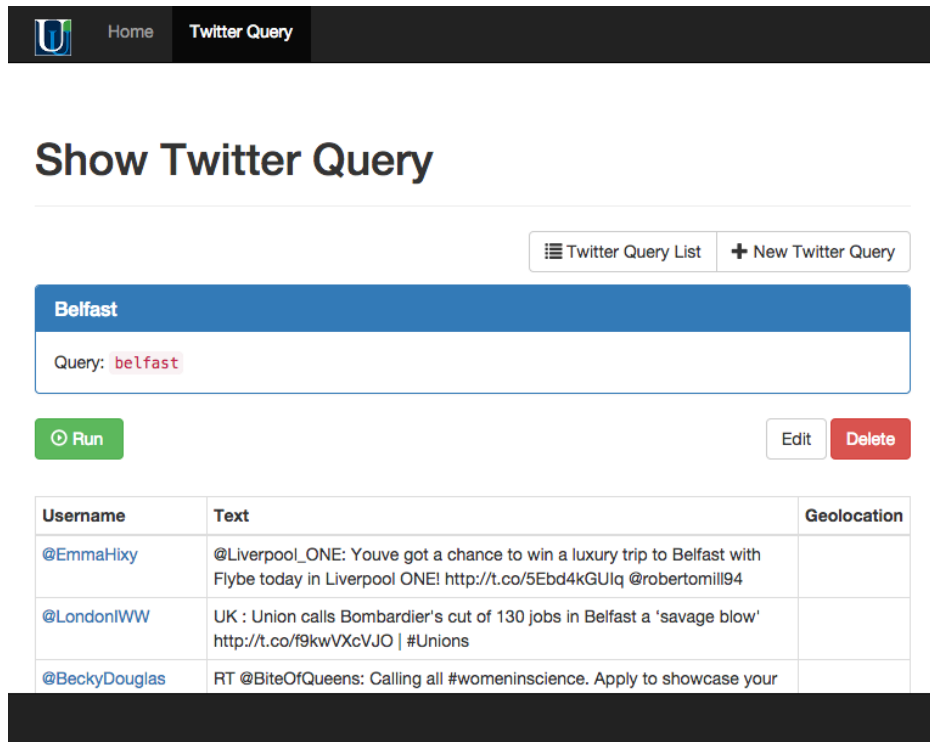 Home Twitter Query
Show Twitter Query
Twitter Query List New Twitter Query
Belfast
Query: belfast
Run Edit Delete
Username Text Geolocation
@EmmaHixy @Liverpool_ONE: Youve got a chance to win a luxury trip to Belfast with
Flybe today in Liverpool ONE! http://t.co/5Ebd4kGUIq @robertomill94
@LondonIWW UK : Union calls Bombardier's cut of 130 jobs in Belfast a 'savage blow'
http://t.co/f9kwVXcVJO | #Unions
@BeckyDouglas RT @BiteOfQueens: Calling all #womeninscience. Apply to showcase your